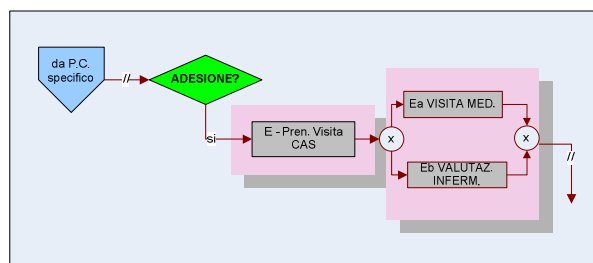 da P.C.
specifico
//
ADESIONE?
si
E - Pren. Visita
CAS
x
Ea VISITA MED.
Eb VALUTAZ.
INFERM.
x
//